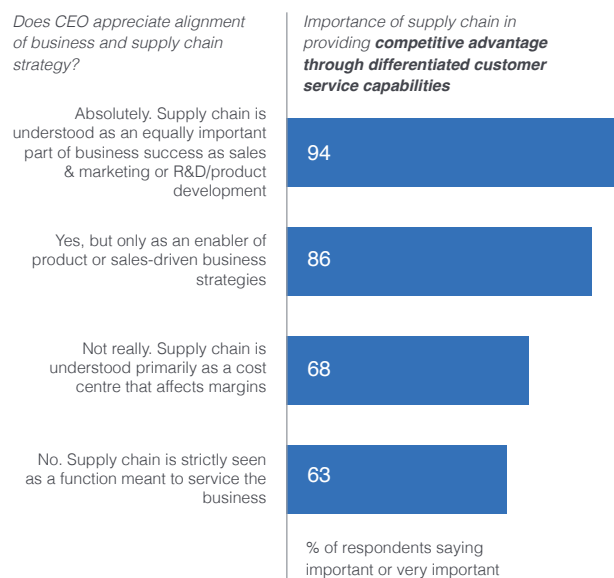 Does CEO appreciate alignment
of business and supply chain
strategy?
Importance of supply chain in
providing competitive advantage
through differentiated customer
service capabilities
Absolutely. Supply chain is
understood as an equally important
part of business success as sales
& marketing or R&D/product
development
94
Yes, but only as an enabler of
product or sales-driven business
strategies
86
Not really. Supply chain is
understood primarily as a cost
centre that affects margins
68
No. Supply chain is strictly seen
as a function meant to service the
business
63
% of respondents saying
important or very important